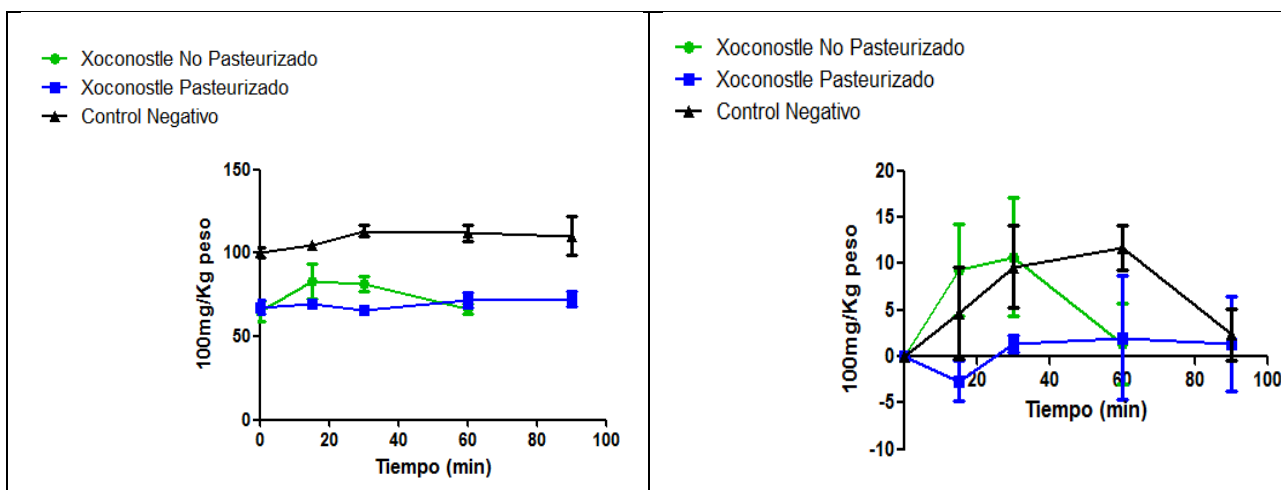 Xoconostle No Pasteurizado
Xoconostle Pasteurizado
Control Negativo
150
100
50
0
100mg/Kg peso
0 20 40 60 80 100
Tiempo (min)
Xoconostle No Pasteurizado
Xoconostle Pasteurizado
Control Negativo
20
15
10
5
0
-5
-10
100mg/Kg peso
20 40 60 80 100
Tiempo (min)